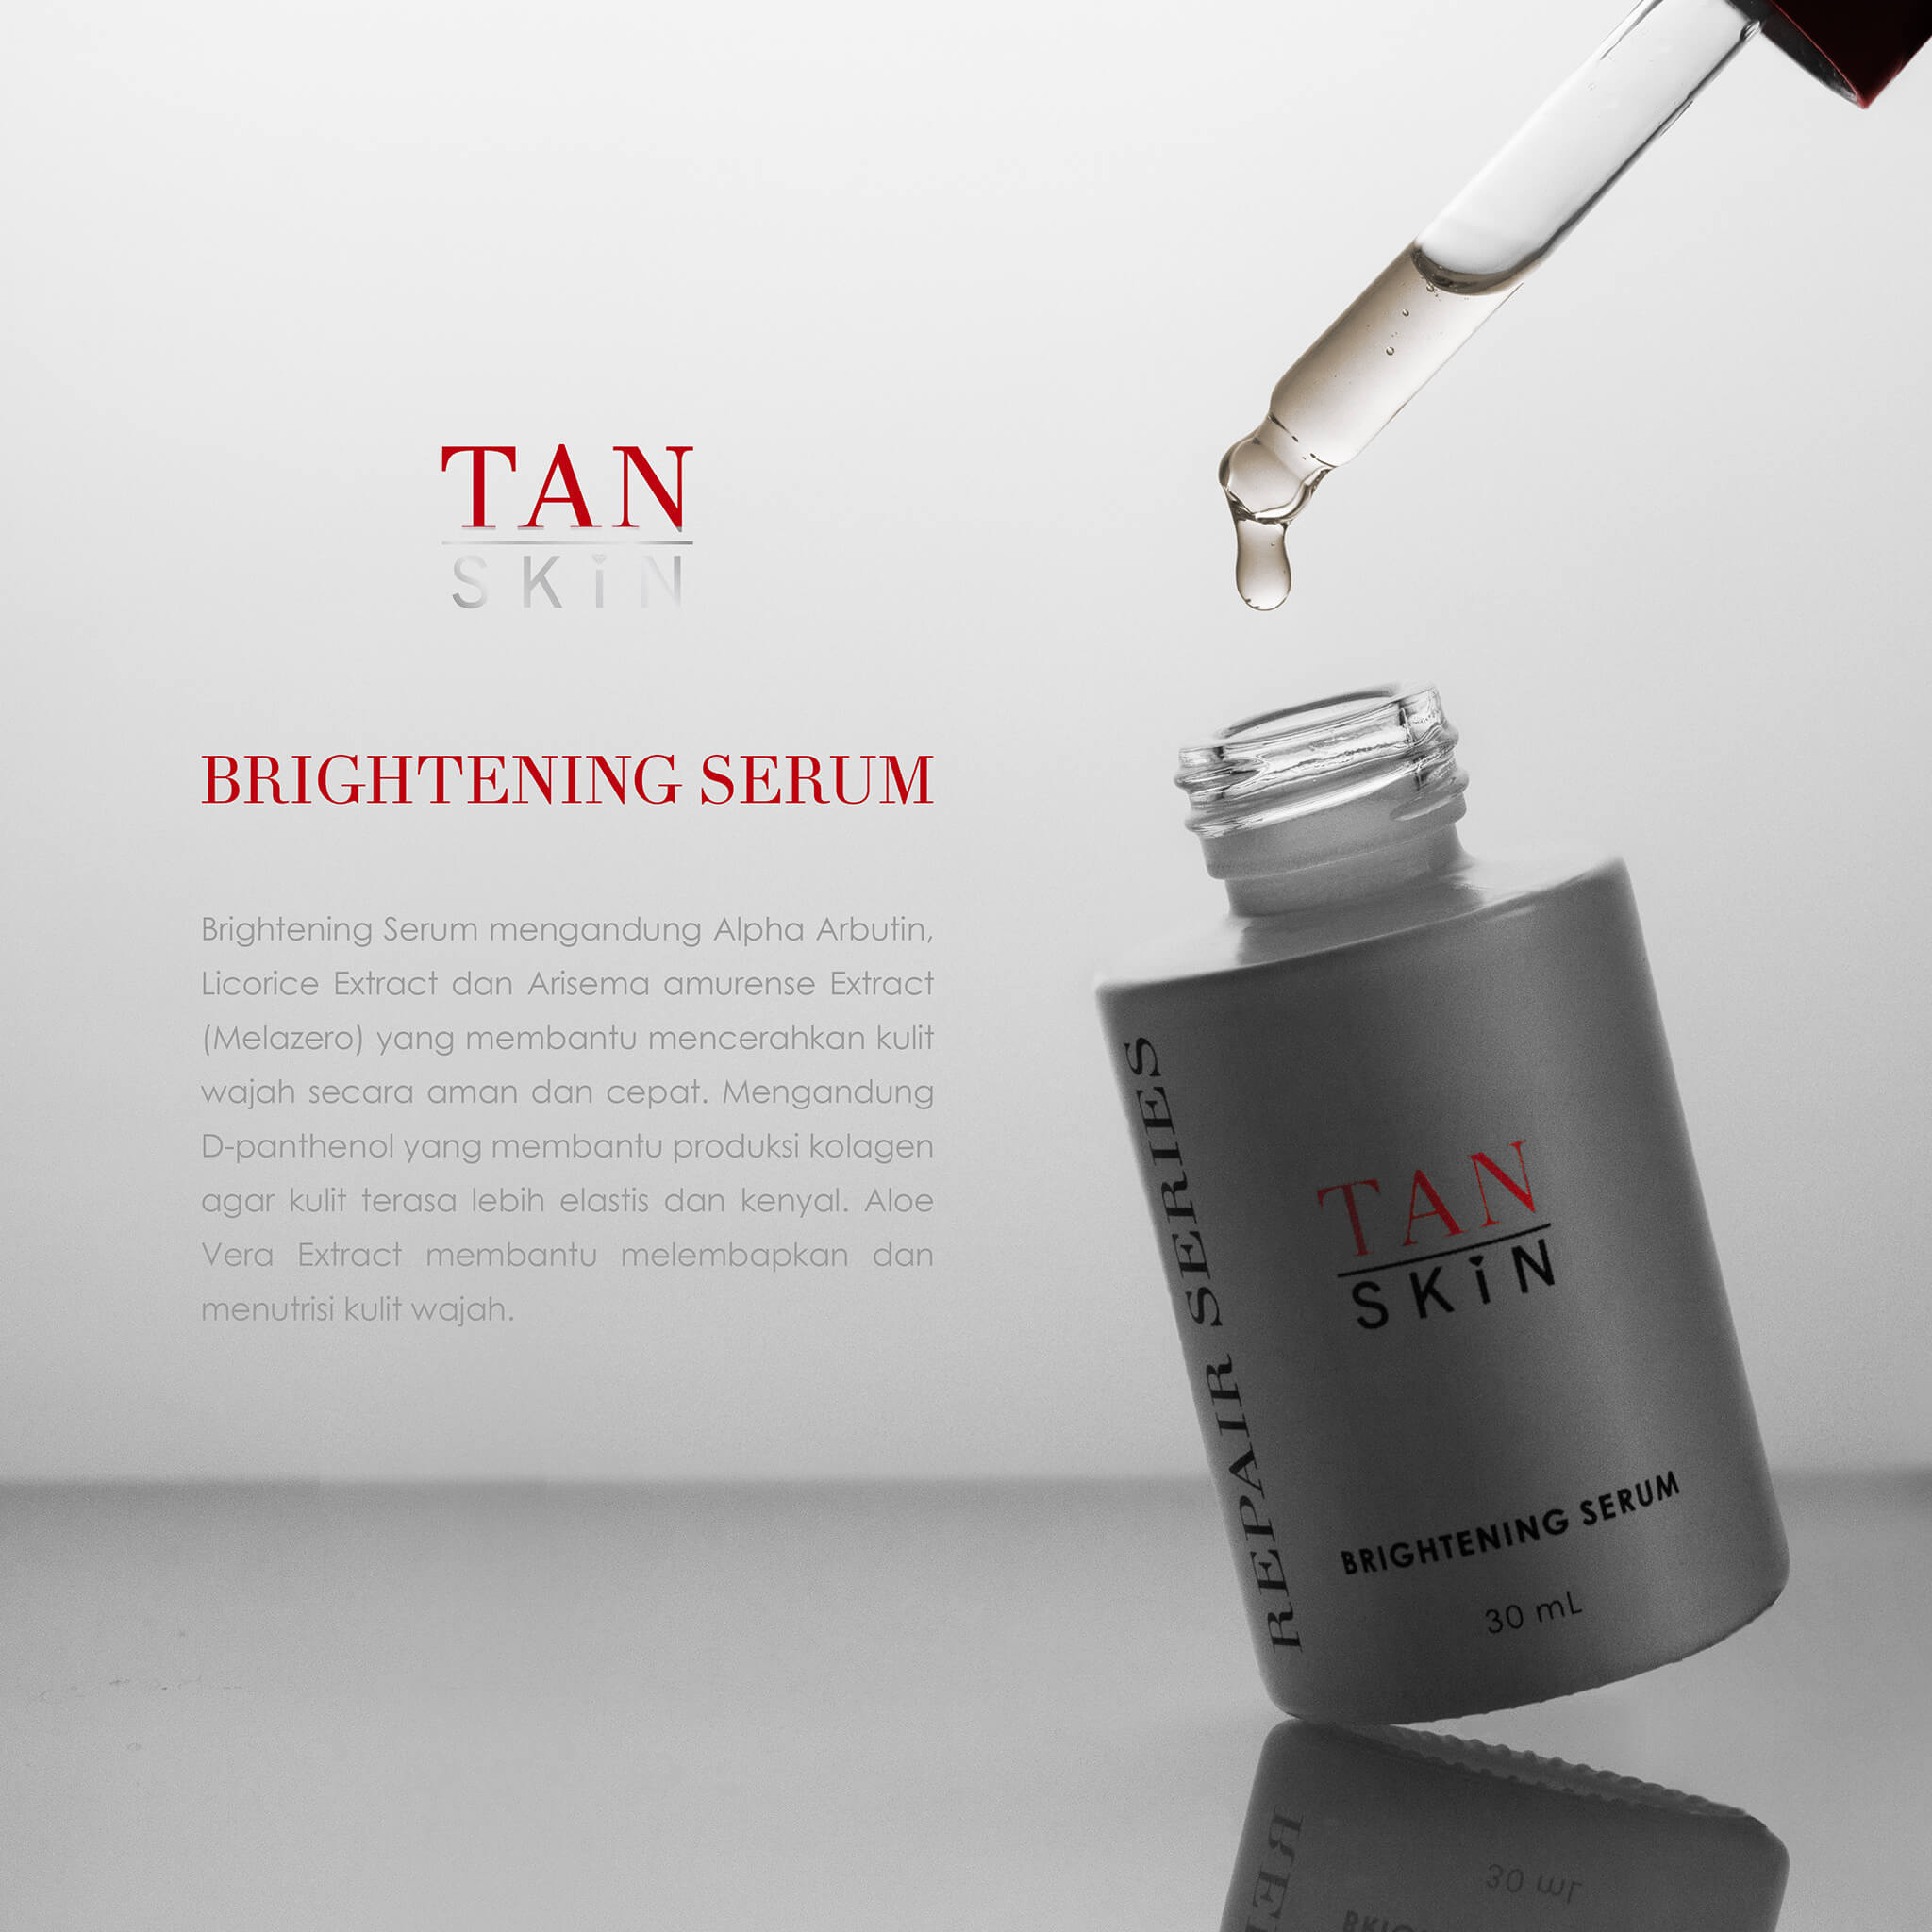 TAN
SKiN
BRIGHTENING SERUM
Brightening Serum mengandung Alpha Arbutin,
Licorice Extract dan Arisema amurense Extract
(Melazero) yang membantu mencerahkan kulit
wajah secara aman dan cepat. Mengandung
D-panthenol yang membantu produksi kolagen
agar kulit terasa lebih elastis dan kenyal. Aloe
Vera Extract membantu melembapkan dan
menutrisi kulit wajah.
REPAIR SERIES
TAN
SKiN
BRIGHTENING SERUM
30 mL
30 mL